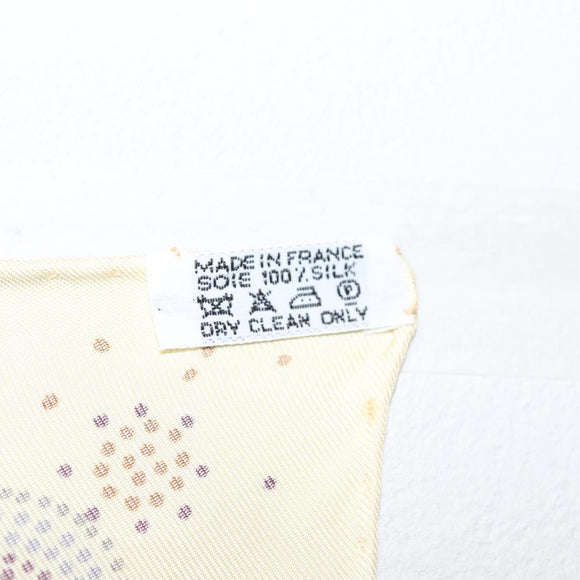 MADE IN FRANCE
SOIE 100% SILK
P
DRY CLEAN ONLY